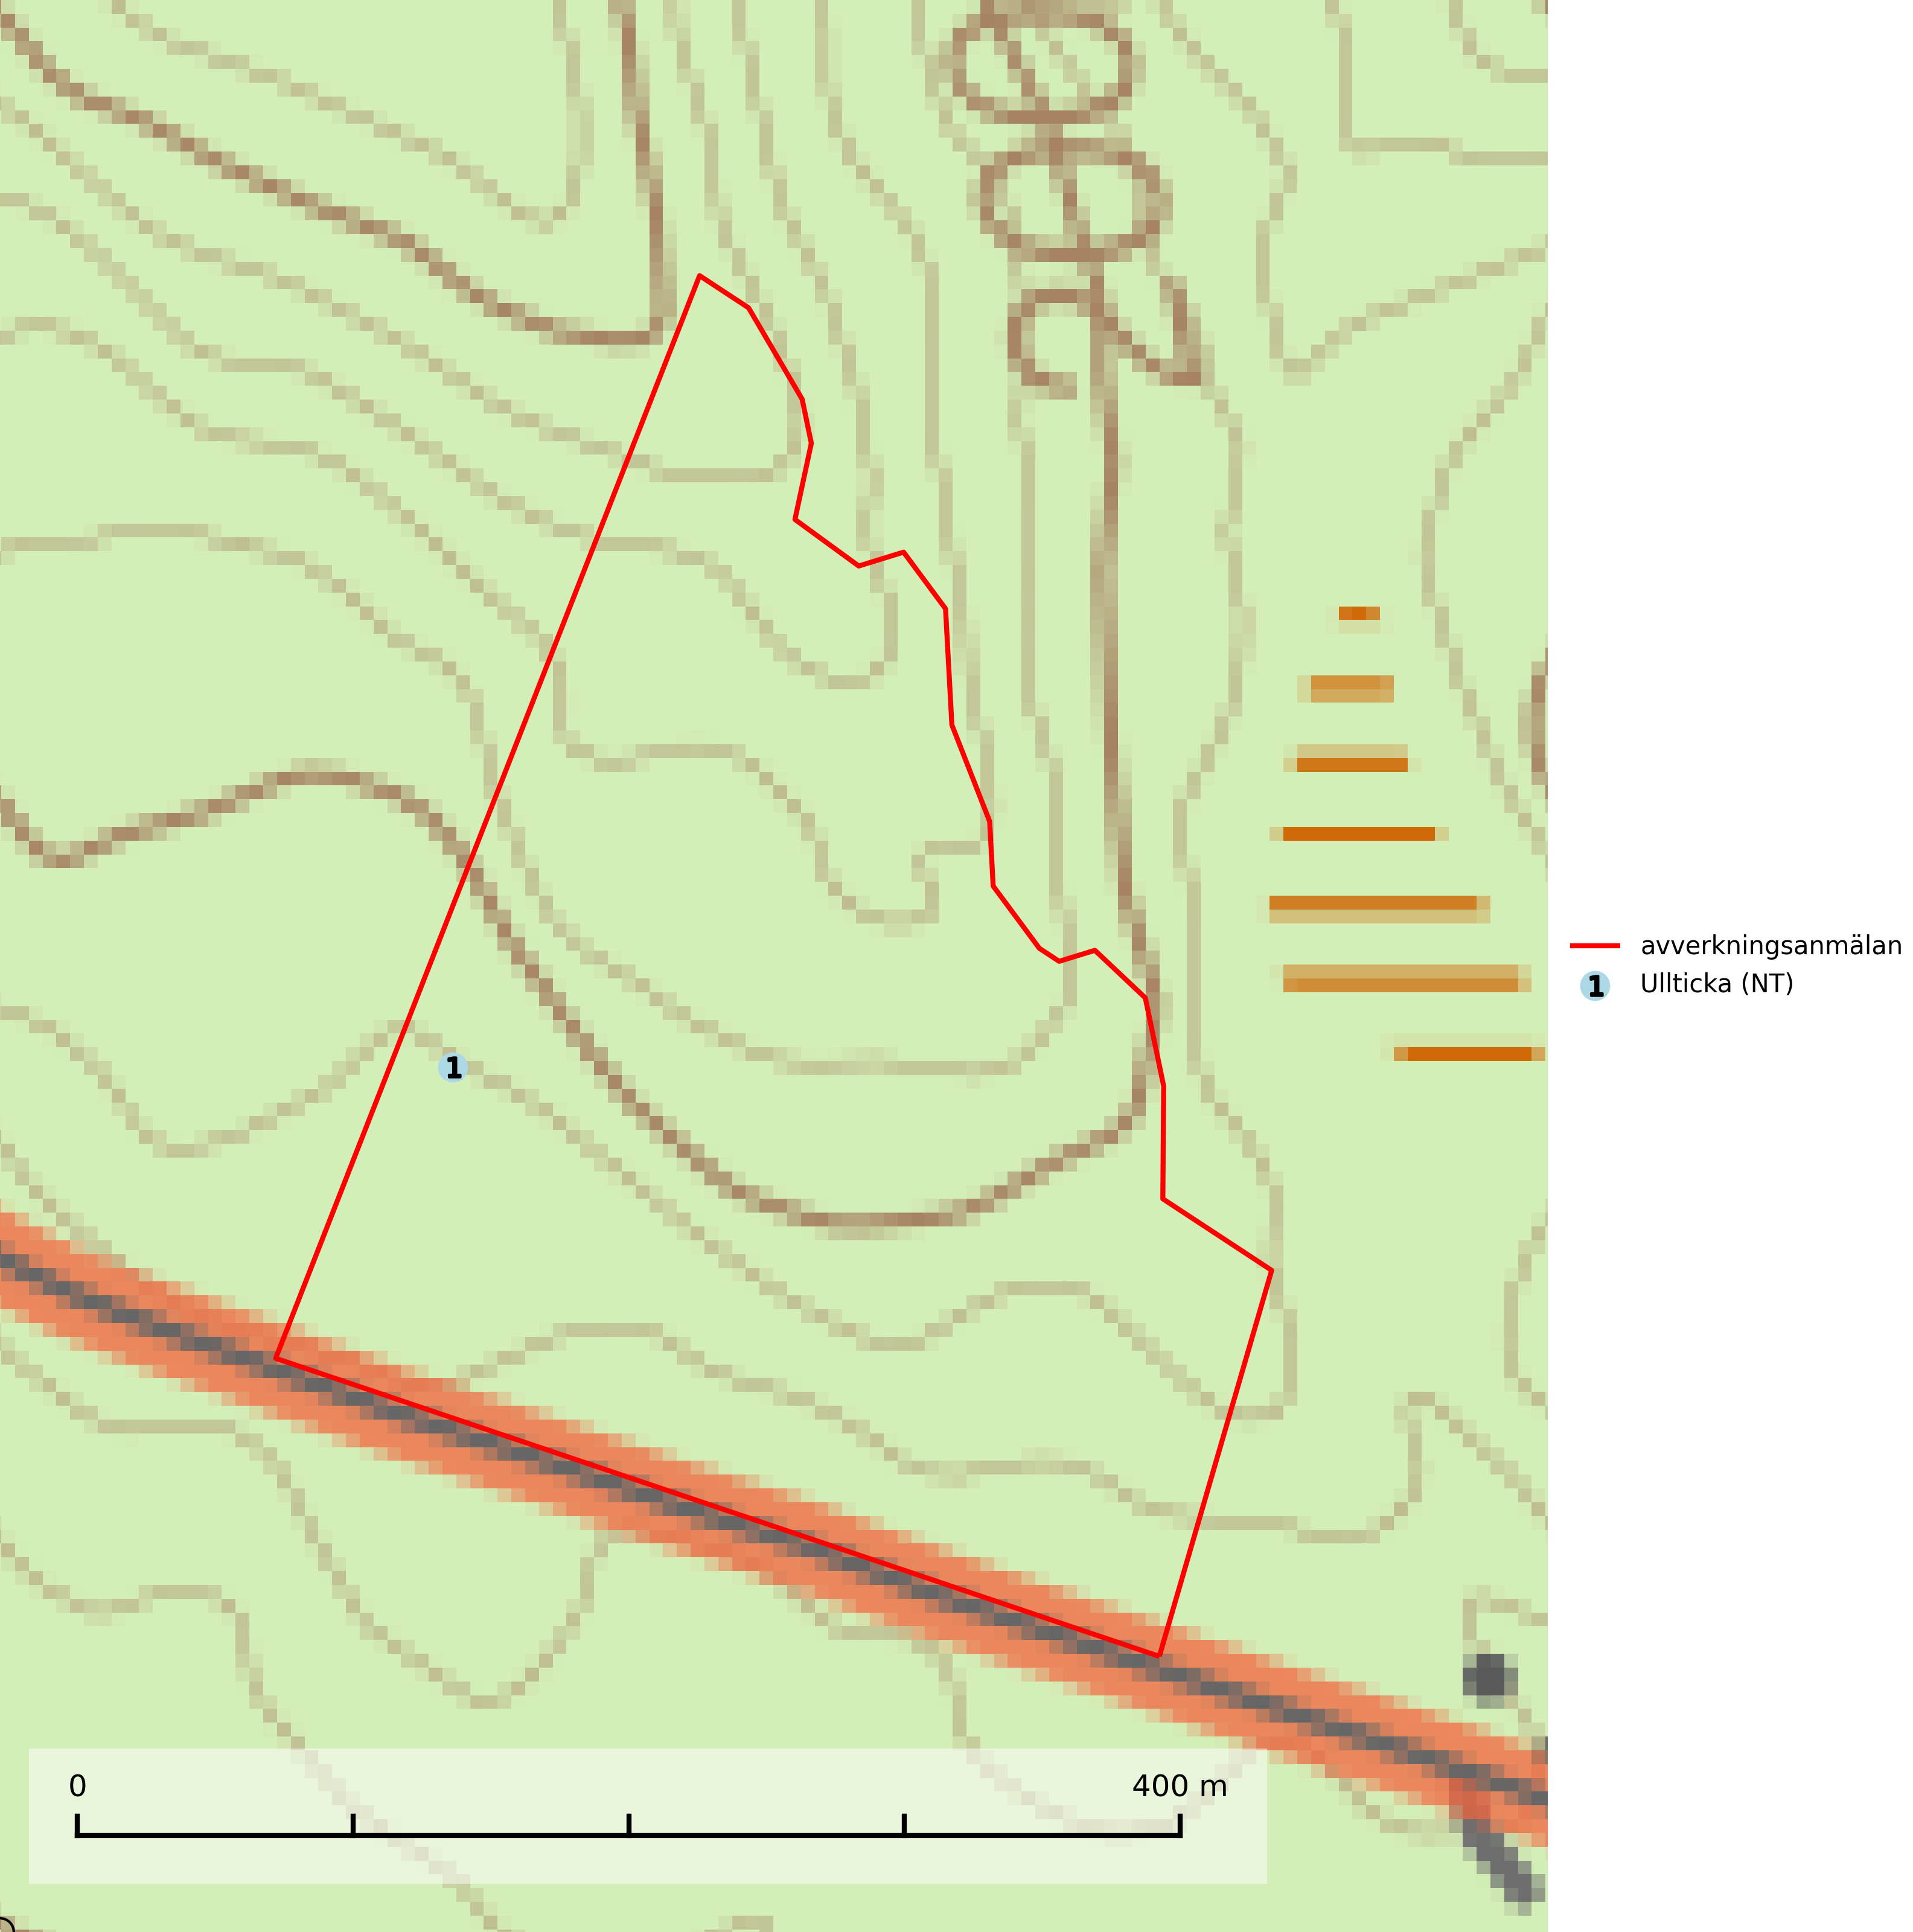 1
avverkningsanmälan
1 Ullticka (NT)
0 400 m